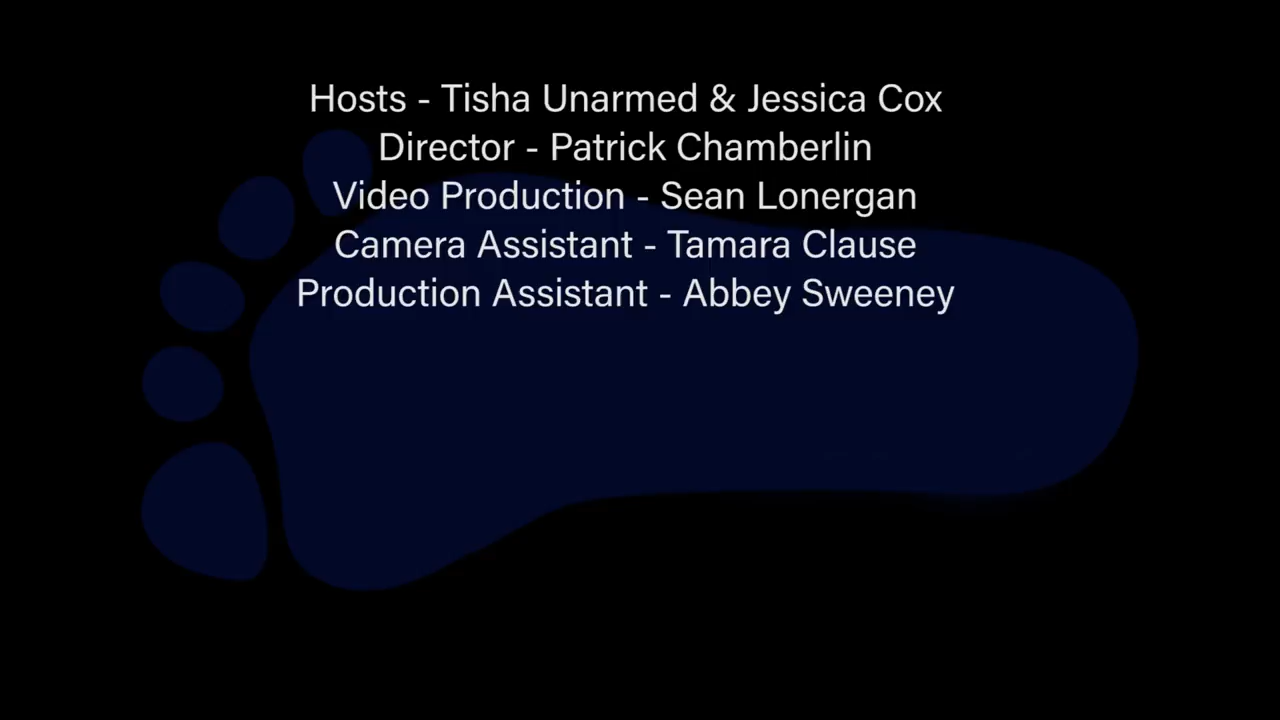 Hosts - Tisha Unarmed & Jessica Cox
Director - Patrick Chamberlin
Video Production - Sean Lonergan
Camera Assistant - Tamara Clause
Production Assistant - Abbey Sweeney